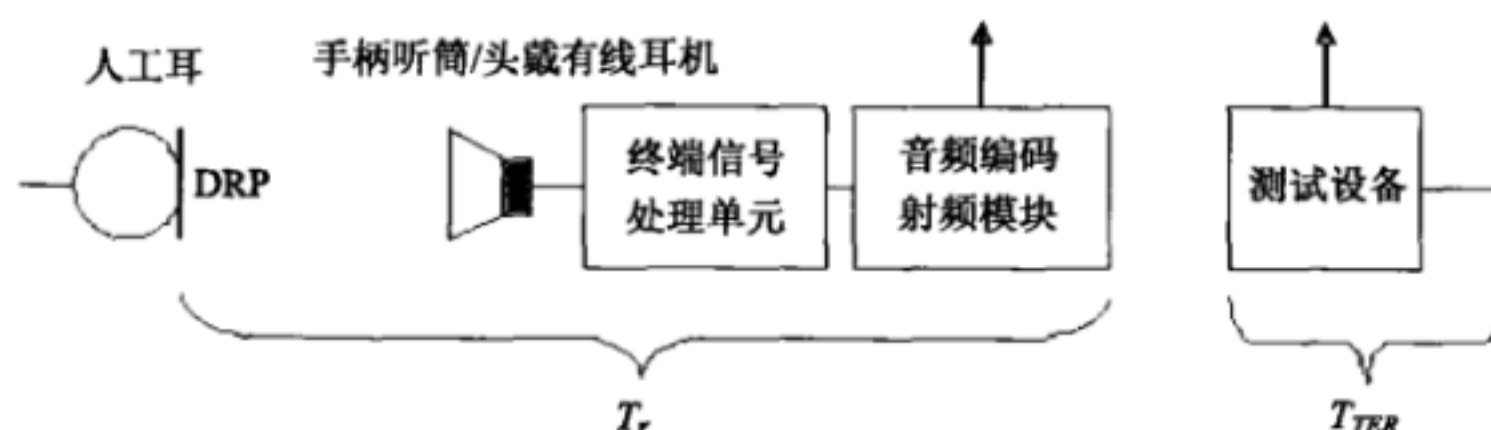 人工耳
手柄听筒/头戴有线耳机
DRP
终端信号
处理单元
音频编码
射频模块
测试设备
Tr
TTER